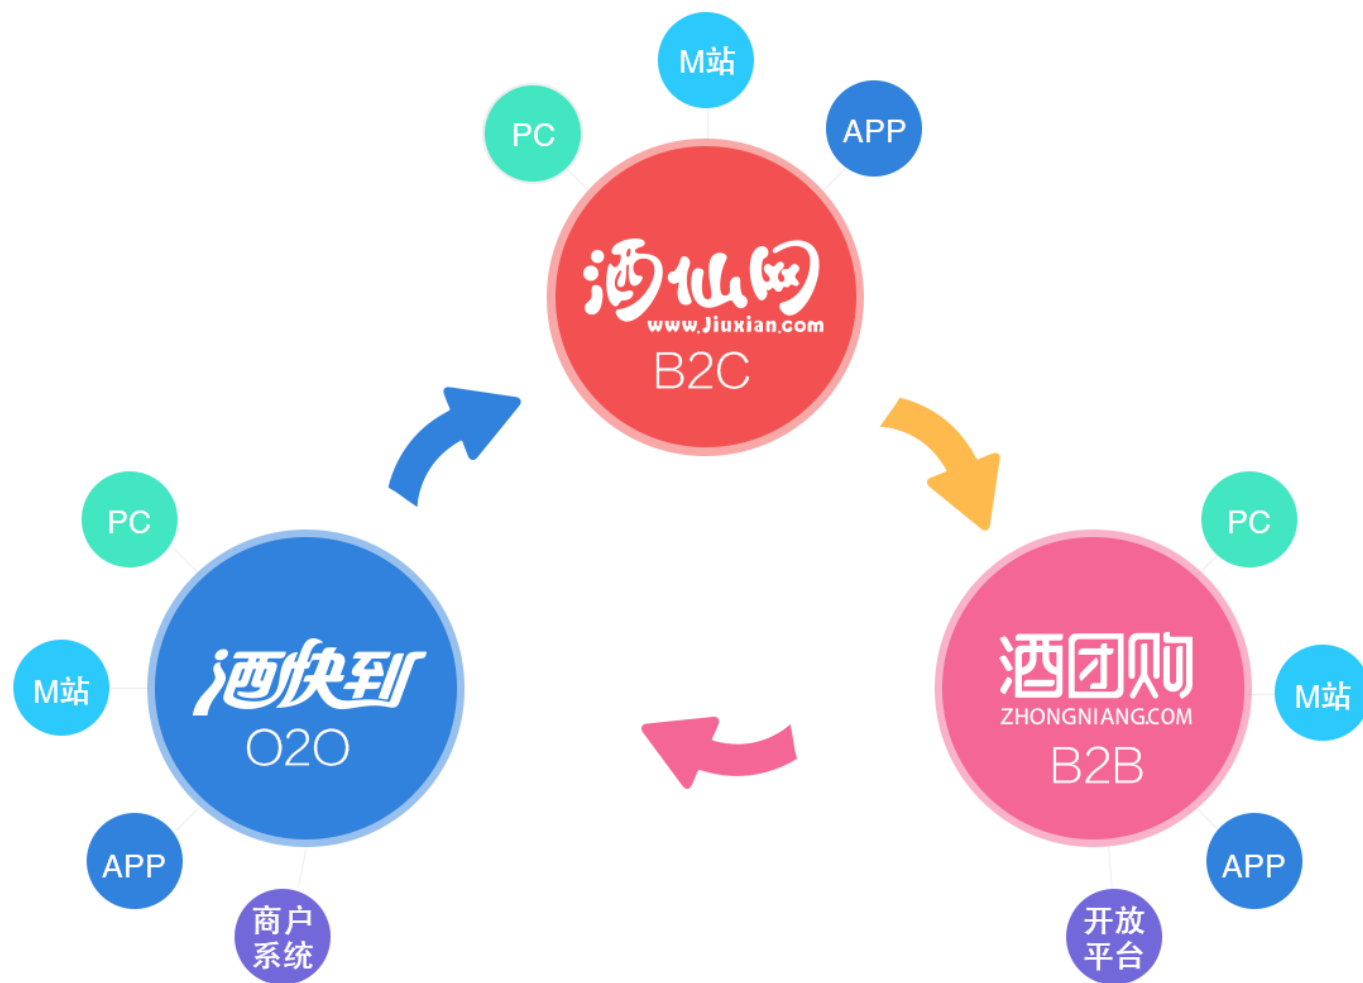 M站
PC
APP
酒仙网
www.Jiuxian.com
B2C
PC
M站
APP
商户
系统
酒快到
O2O
PC
M站
APP
开放
平台
酒团购
ZHONGNIANG.COM
B2B